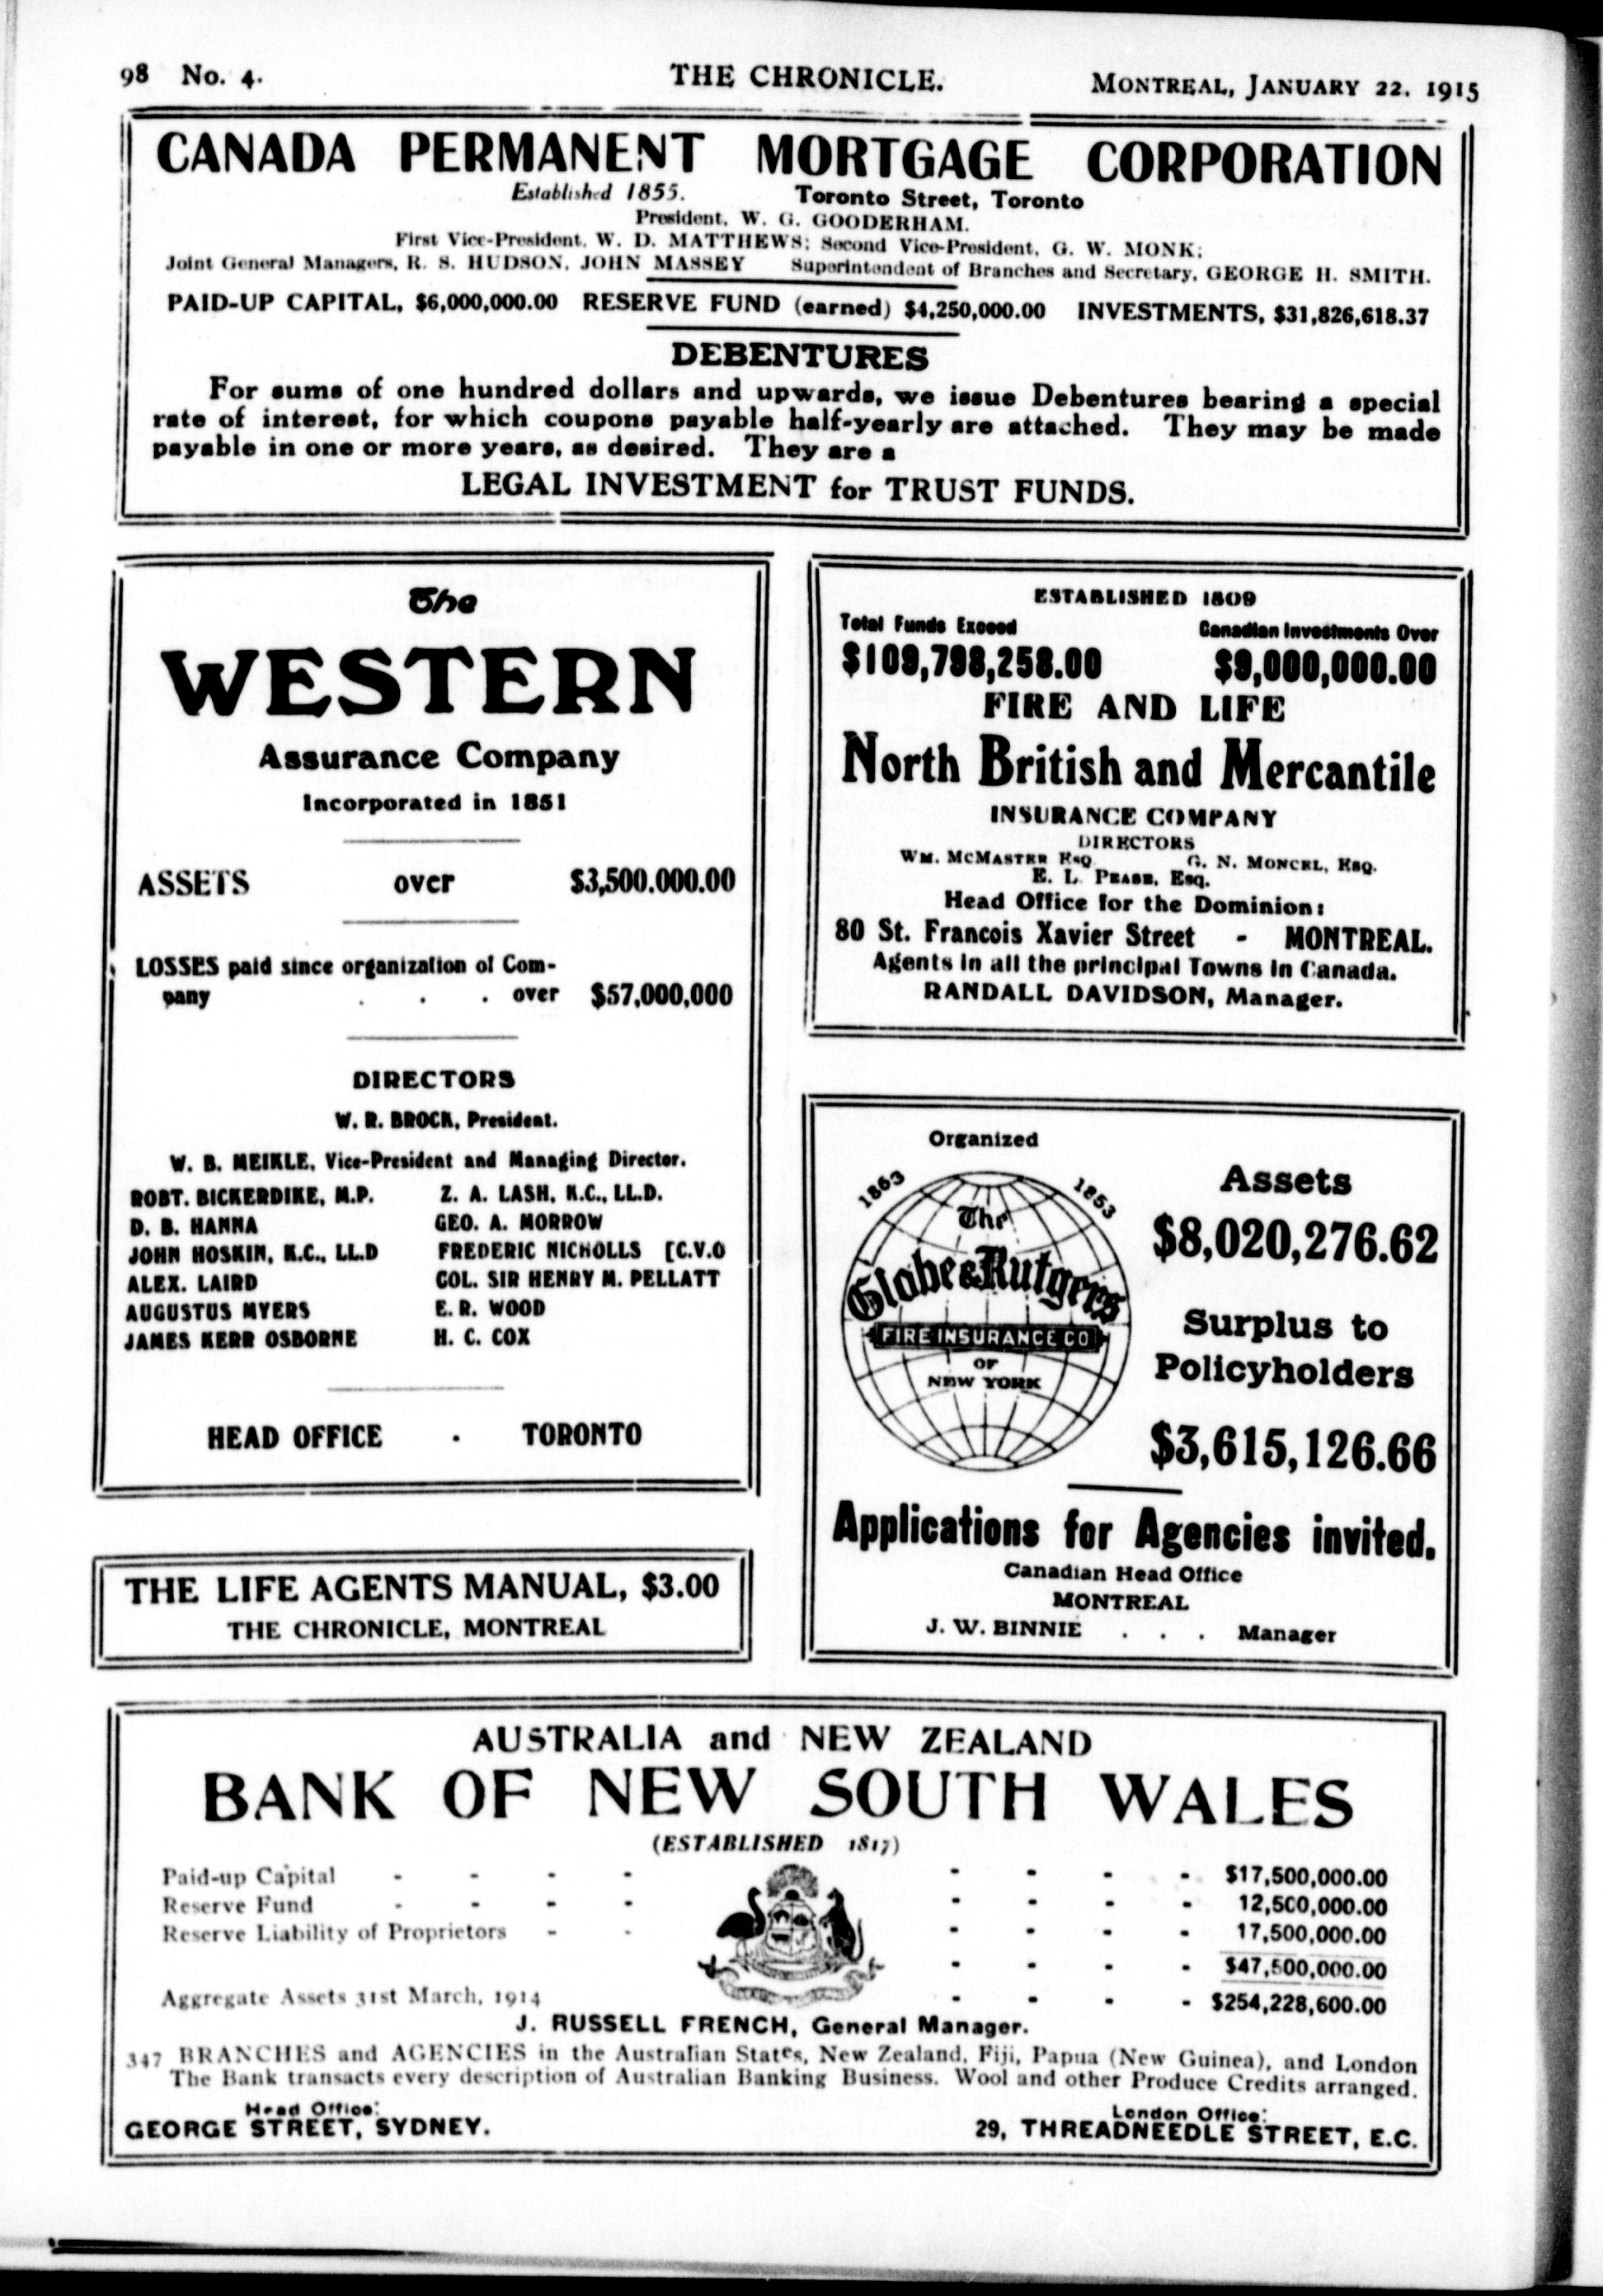 98 No. 4. THE CHRONICLE. MONTREAL, JANUARY 22, 1915
CANADA PERMANENT MORTGAGE CORPORATION
Established 1855. Toronto Street, Toronto
President, W. G. GOODERHAM.
First Vice-President, W. D. MATTHEWS; Second Vice-President, G. W. MONK;
Joint General Managers, R. S. HUDSON, JOHN MASSEY Superintendent of Branches and Secretary, GEORGE H. SMITH.
PAID-UP CAPITAL, $6,000,000.00 RESERVE FUND (earned) $4,250,000.00 INVESTMENTS, $31,826,618.37
DEBENTURES
For sums of one hundred dollars and upwards, we issue Debentures bearing a special
rate of interest, for which coupons payable half-yearly are attached. They may be made
payable in one or more years, as desired. They are a
LEGAL INVESTMENT for TRUST FUNDS.
The
WESTERN
Assurance Company
Incorporated in 1851
ASSETS over $3,500.000.00
LOSSES paid since organization of Com-
pany . . . over $57,000,000
DIRECTORS
W. R. BROCK, President.
W. B. MEIKLE, Vice-President and Managing Director.
ROBT. BICKERDIKE, M.P. Z. A. LASH, K.C., LL.D.
D. B. HANNA GEO. A. MORROW
JOHN HOSKIN, K.C., LL.D FREDERIC NICHOLLS [C.V.O
ALEX. LAIRD COL. SIR HENRY M. PELLATT
AUGUSTUS MYERS E. R. WOOD
JAMES KERR OSBORNE H. C. COX
HEAD OFFICE . TORONTO
THE LIFE AGENTS MANUAL, $3.00
THE CHRONICLE, MONTREAL
ESTABLISHED 1809
Total Funds Exceed Canadian Investments Over
$109,798,258.00 $9,000,000.00
FIRE AND LIFE
North British and Mercantile
INSURANCE COMPANY
DIRECTORS
WM. MCMASTER ESQ G. N. MONCEL, ESQ.
E. L. PEASE, ESQ.
Head Office for the Dominion:
80 St. Francois Xavier Street - MONTREAL.
Agents in all the principal Towns in Canada.
RANDALL DAVIDSON, Manager.
Organized
1863 1853
The
Globe & Rutgers
FIRE INSURANCE CO
OF
NEW YORK
Assets
$8,020,276.62
Surplus to
Policyholders
$3,615,126.66
Applications for Agencies invited.
Canadian Head Office
MONTREAL
J. W. BINNIE . . . Manager
AUSTRALIA and NEW ZEALAND
BANK OF NEW SOUTH WALES
(ESTABLISHED 1817)
Paid-up Capital - - - - - - - - $17,500,000.00
Reserve Fund - - - - - - - - 12,500,000.00
Reserve Liability of Proprietors - - - - - - 17,500,000.00
- - - - $47,500,000.00
Aggregate Assets 31st March, 1914 - - - - $254,228,600.00
J. RUSSELL FRENCH, General Manager.
347 BRANCHES and AGENCIES in the Australian States, New Zealand, Fiji, Papua (New Guinea), and London
The Bank transacts every description of Australian Banking Business. Wool and other Produce Credits arranged.
Head Office: London Office:
GEORGE STREET, SYDNEY. 29, THREADNEEDLE STREET, E.C.